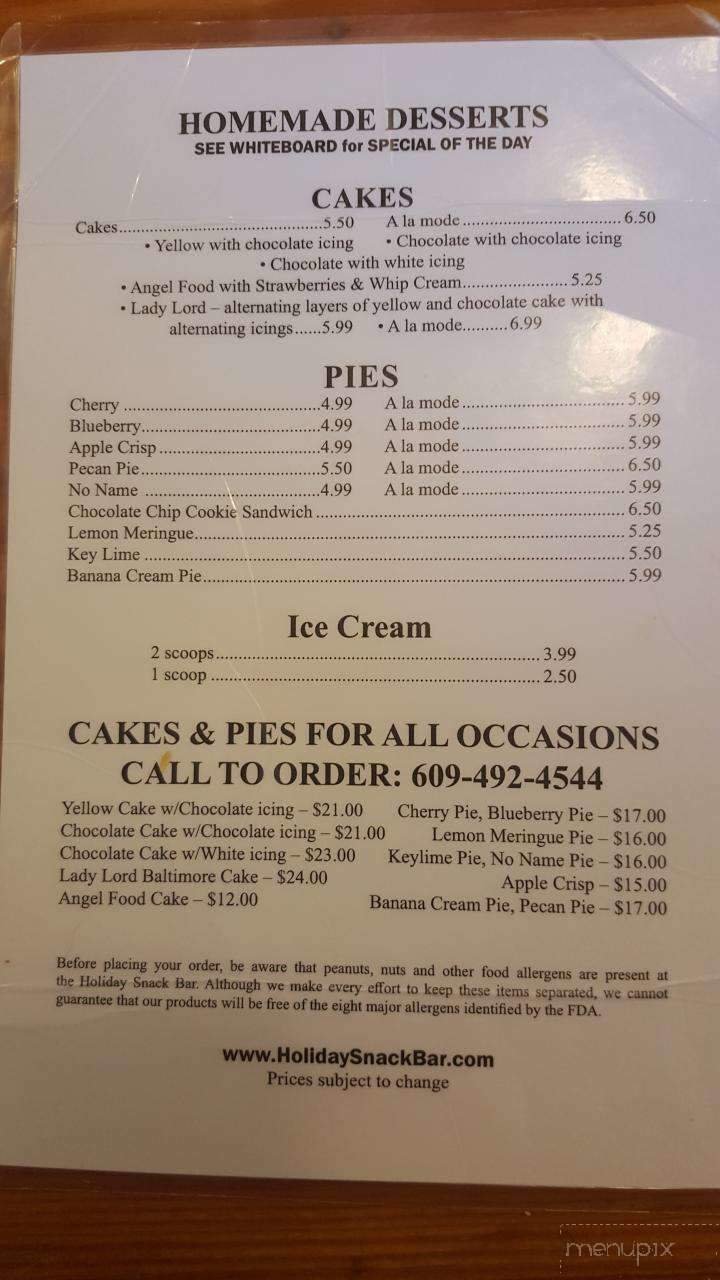 HOMEMADE DESSERTS
SEE WHITEBOARD for SPECIAL OF THE DAY
CAKES
Cakes..............................................5.50 A la mode....................................6.50
• Yellow with chocolate icing • Chocolate with chocolate icing
• Chocolate with white icing
• Angel Food with Strawberries & Whip Cream........................5.25
• Lady Lord – alternating layers of yellow and chocolate cake with
alternating icings......5.99 • A la mode..........6.99
PIES
Cherry ............................................4.99 A la mode.....................................5.99
Blueberry........................................4.99 A la mode.....................................5.99
Apple Crisp....................................4.99 A la mode.....................................5.99
Pecan Pie........................................5.50 A la mode.....................................6.50
No Name .......................................4.99 A la mode.....................................5.99
Chocolate Chip Cookie Sandwich......................................................................6.50
Lemon Meringue.................................................................................................5.25
Key Lime ............................................................................................................5.50
Banana Cream Pie...............................................................................................5.99
Ice Cream
2 scoops.........................................................................3.99
1 scoop ..........................................................................2.50
CAKES & PIES FOR ALL OCCASIONS
CALL TO ORDER: 609-492-4544
Yellow Cake w/Chocolate icing – $21.00 Cherry Pie, Blueberry Pie – $17.00
Chocolate Cake w/Chocolate icing – $21.00 Lemon Meringue Pie – $16.00
Chocolate Cake w/White icing – $23.00 Keylime Pie, No Name Pie – $16.00
Lady Lord Baltimore Cake – $24.00 Apple Crisp – $15.00
Angel Food Cake – $12.00 Banana Cream Pie, Pecan Pie – $17.00
Before placing your order, be aware that peanuts, nuts and other food allergens are present at
the Holiday Snack Bar. Although we make every effort to keep these items separated, we cannot
guarantee that our products will be free of the eight major allergens identified by the FDA.
www.HolidaySnackBar.com
Prices subject to change
menupix